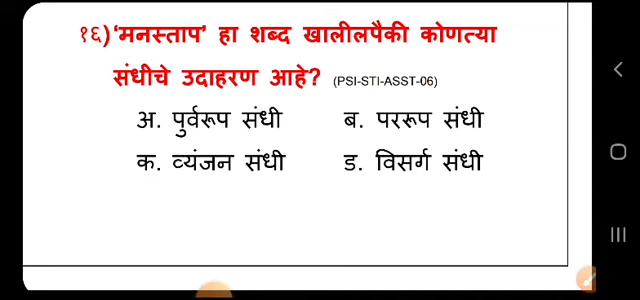 १६) ‘मनस्ताप’ हा शब्द खालीलपैकी कोणत्या
संधीचे उदाहरण आहे? (PSI-STI-ASST-06)
अ. पुर्वरूप संधी ब. पररूप संधी
क. व्यंजन संधी ड. विसर्ग संधी